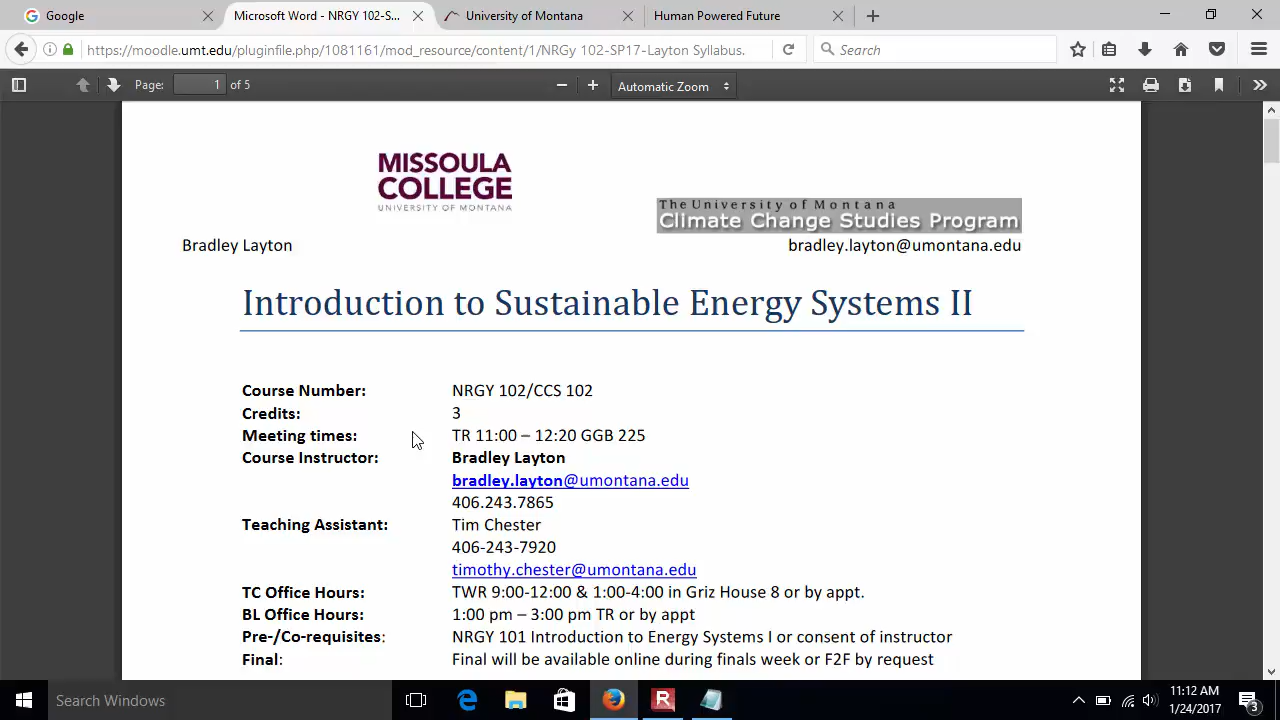 Google
Missoft Word - NRGY 102-S...
University of Montana
Human Powered Future
https://moodle.umt.edu/pluginfile.php/1081161/mod_resource/content/1/NRGy 102-SP17-Layton Syllabus.
Search
Page: 1 of 5
Automatic Zoom
MISSOULA
COLLEGE
UNIVERSITY OF MONTANA
The University of Montana
Climate Change Studies Program
Bradley Layton bradley.layton@umontana.edu
Introduction to Sustainable Energy Systems II
Course Number: NRGY 102/CCS 102
Credits: 3
Meeting times: TR 11:00 – 12:20 GGB 225
Course Instructor: Bradley Layton
bradley.layton@umontana.edu
406.243.7865
Teaching Assistant: Tim Chester
406-243-7920
timothy.chester@umontana.edu
TC Office Hours: TWR 9:00-12:00 & 1:00-4:00 in Griz House 8 or by appt.
BL Office Hours: 1:00 pm – 3:00 pm TR or by appt
Pre-/Co-requisites: NRGY 101 Introduction to Energy Systems I or consent of instructor
Final: Final will be available online during finals week or F2F by request
Search Windows
11:12 AM
1/24/2017
3